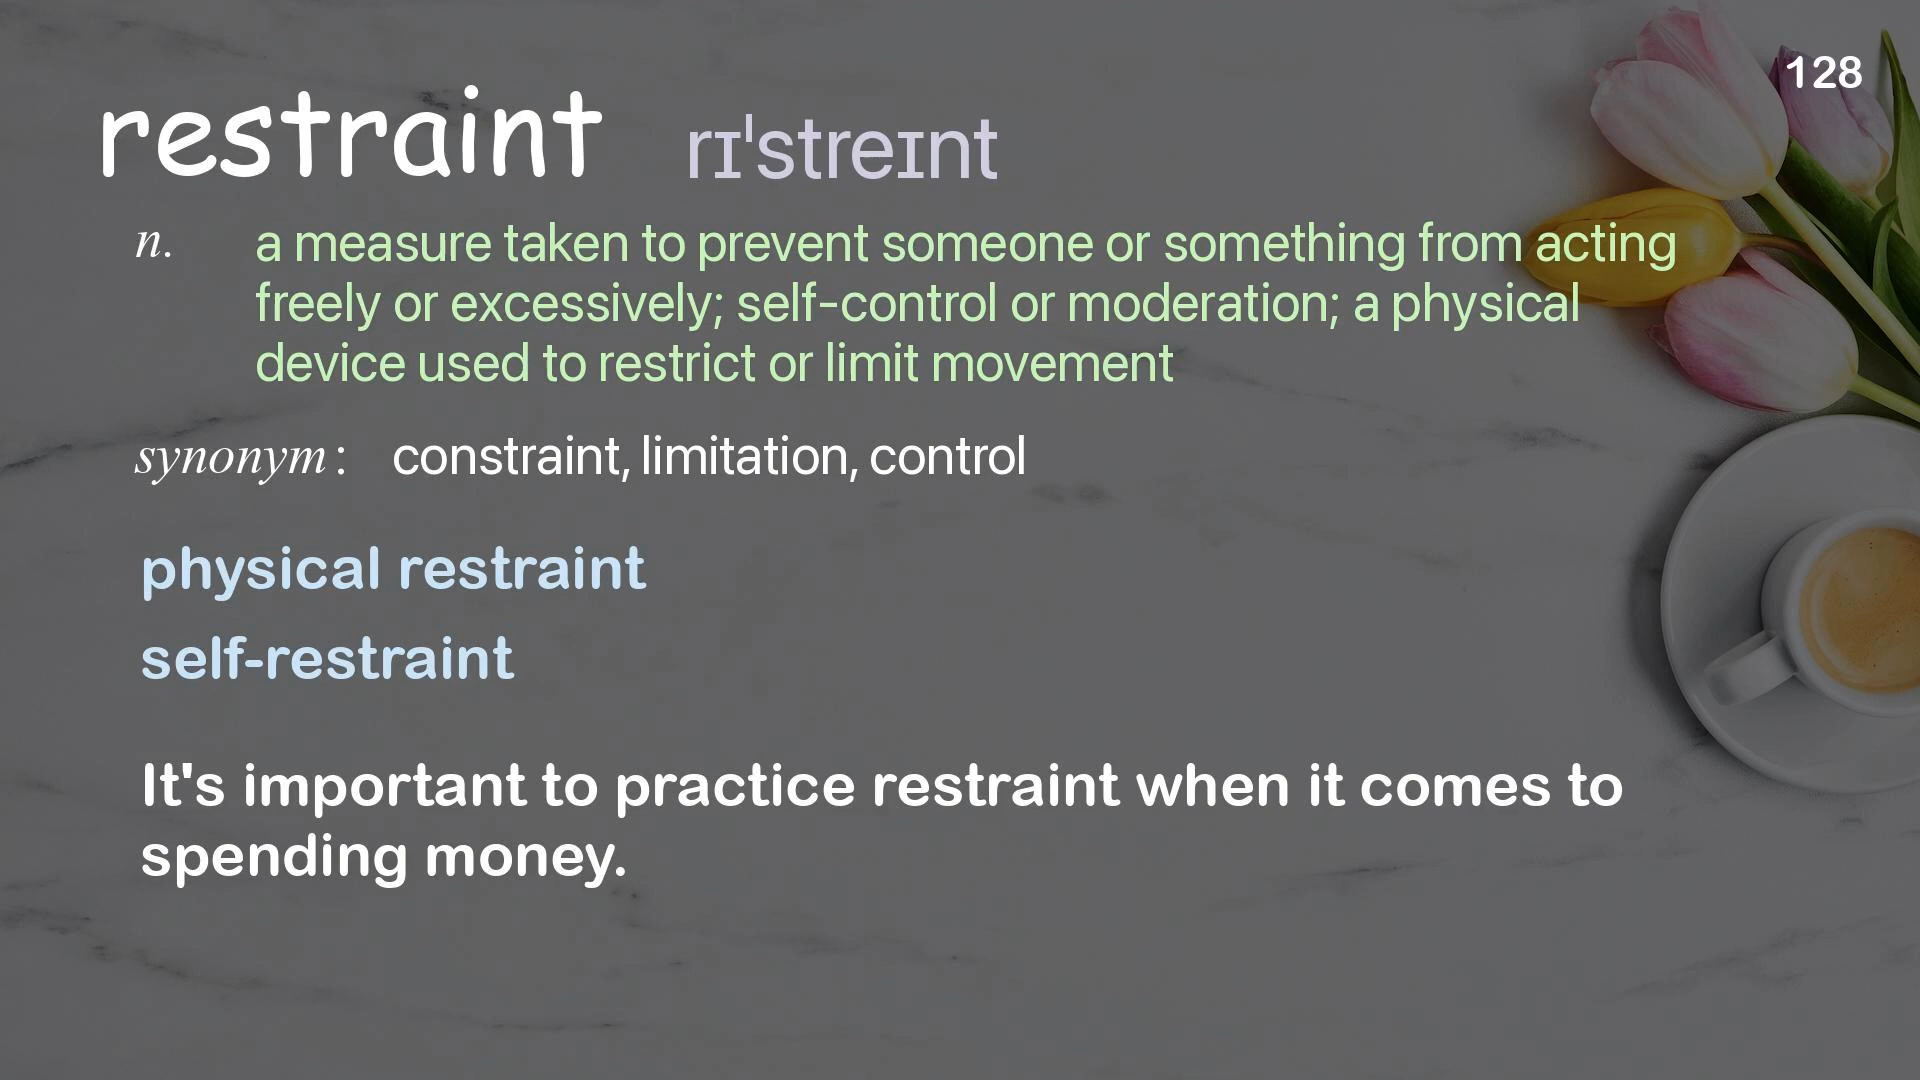 128
restraint rɪˈstreɪnt
n. a measure taken to prevent someone or something from acting
freely or excessively; self-control or moderation; a physical
device used to restrict or limit movement
synonym : constraint, limitation, control
physical restraint
self-restraint
It's important to practice restraint when it comes to
spending money.